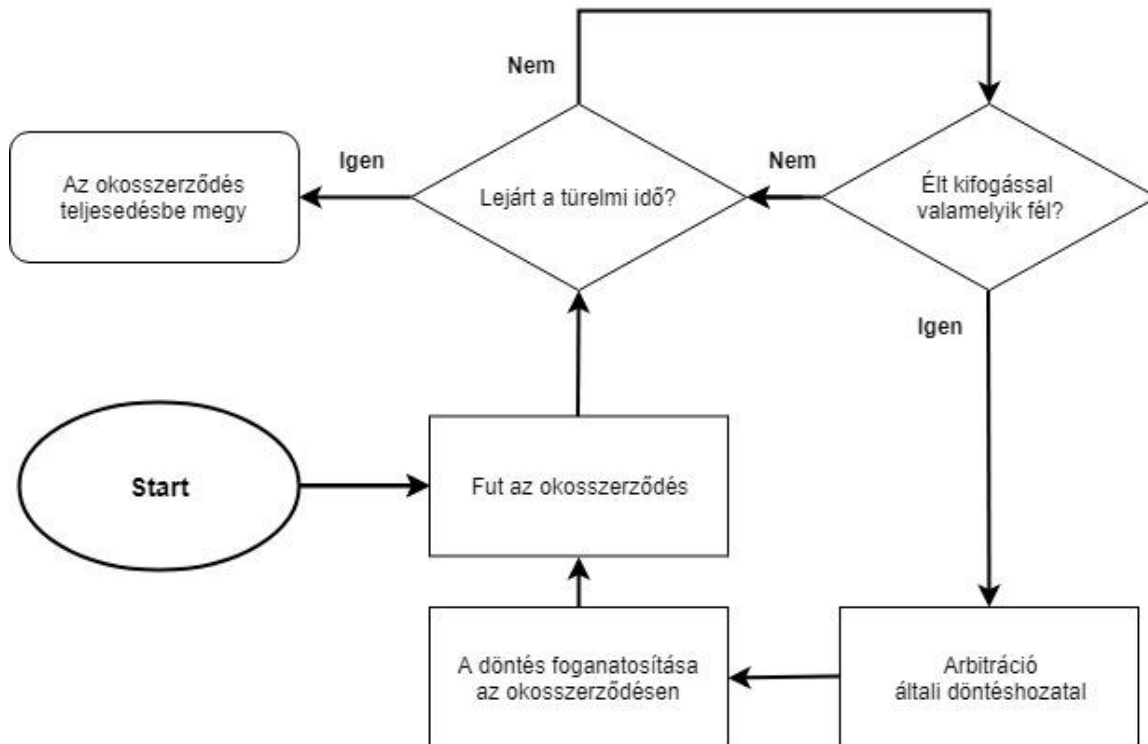 Nem
Igen
Nem
Az okosszerződés
teljesedésbe megy
Lejárt a türelmi idő?
Élt kifogással
valamelyik fél?
Igen
Start
Fut az okosszerződés
A döntés foganatosítása
az okosszerződésen
Arbitráció
általi döntéshozatal